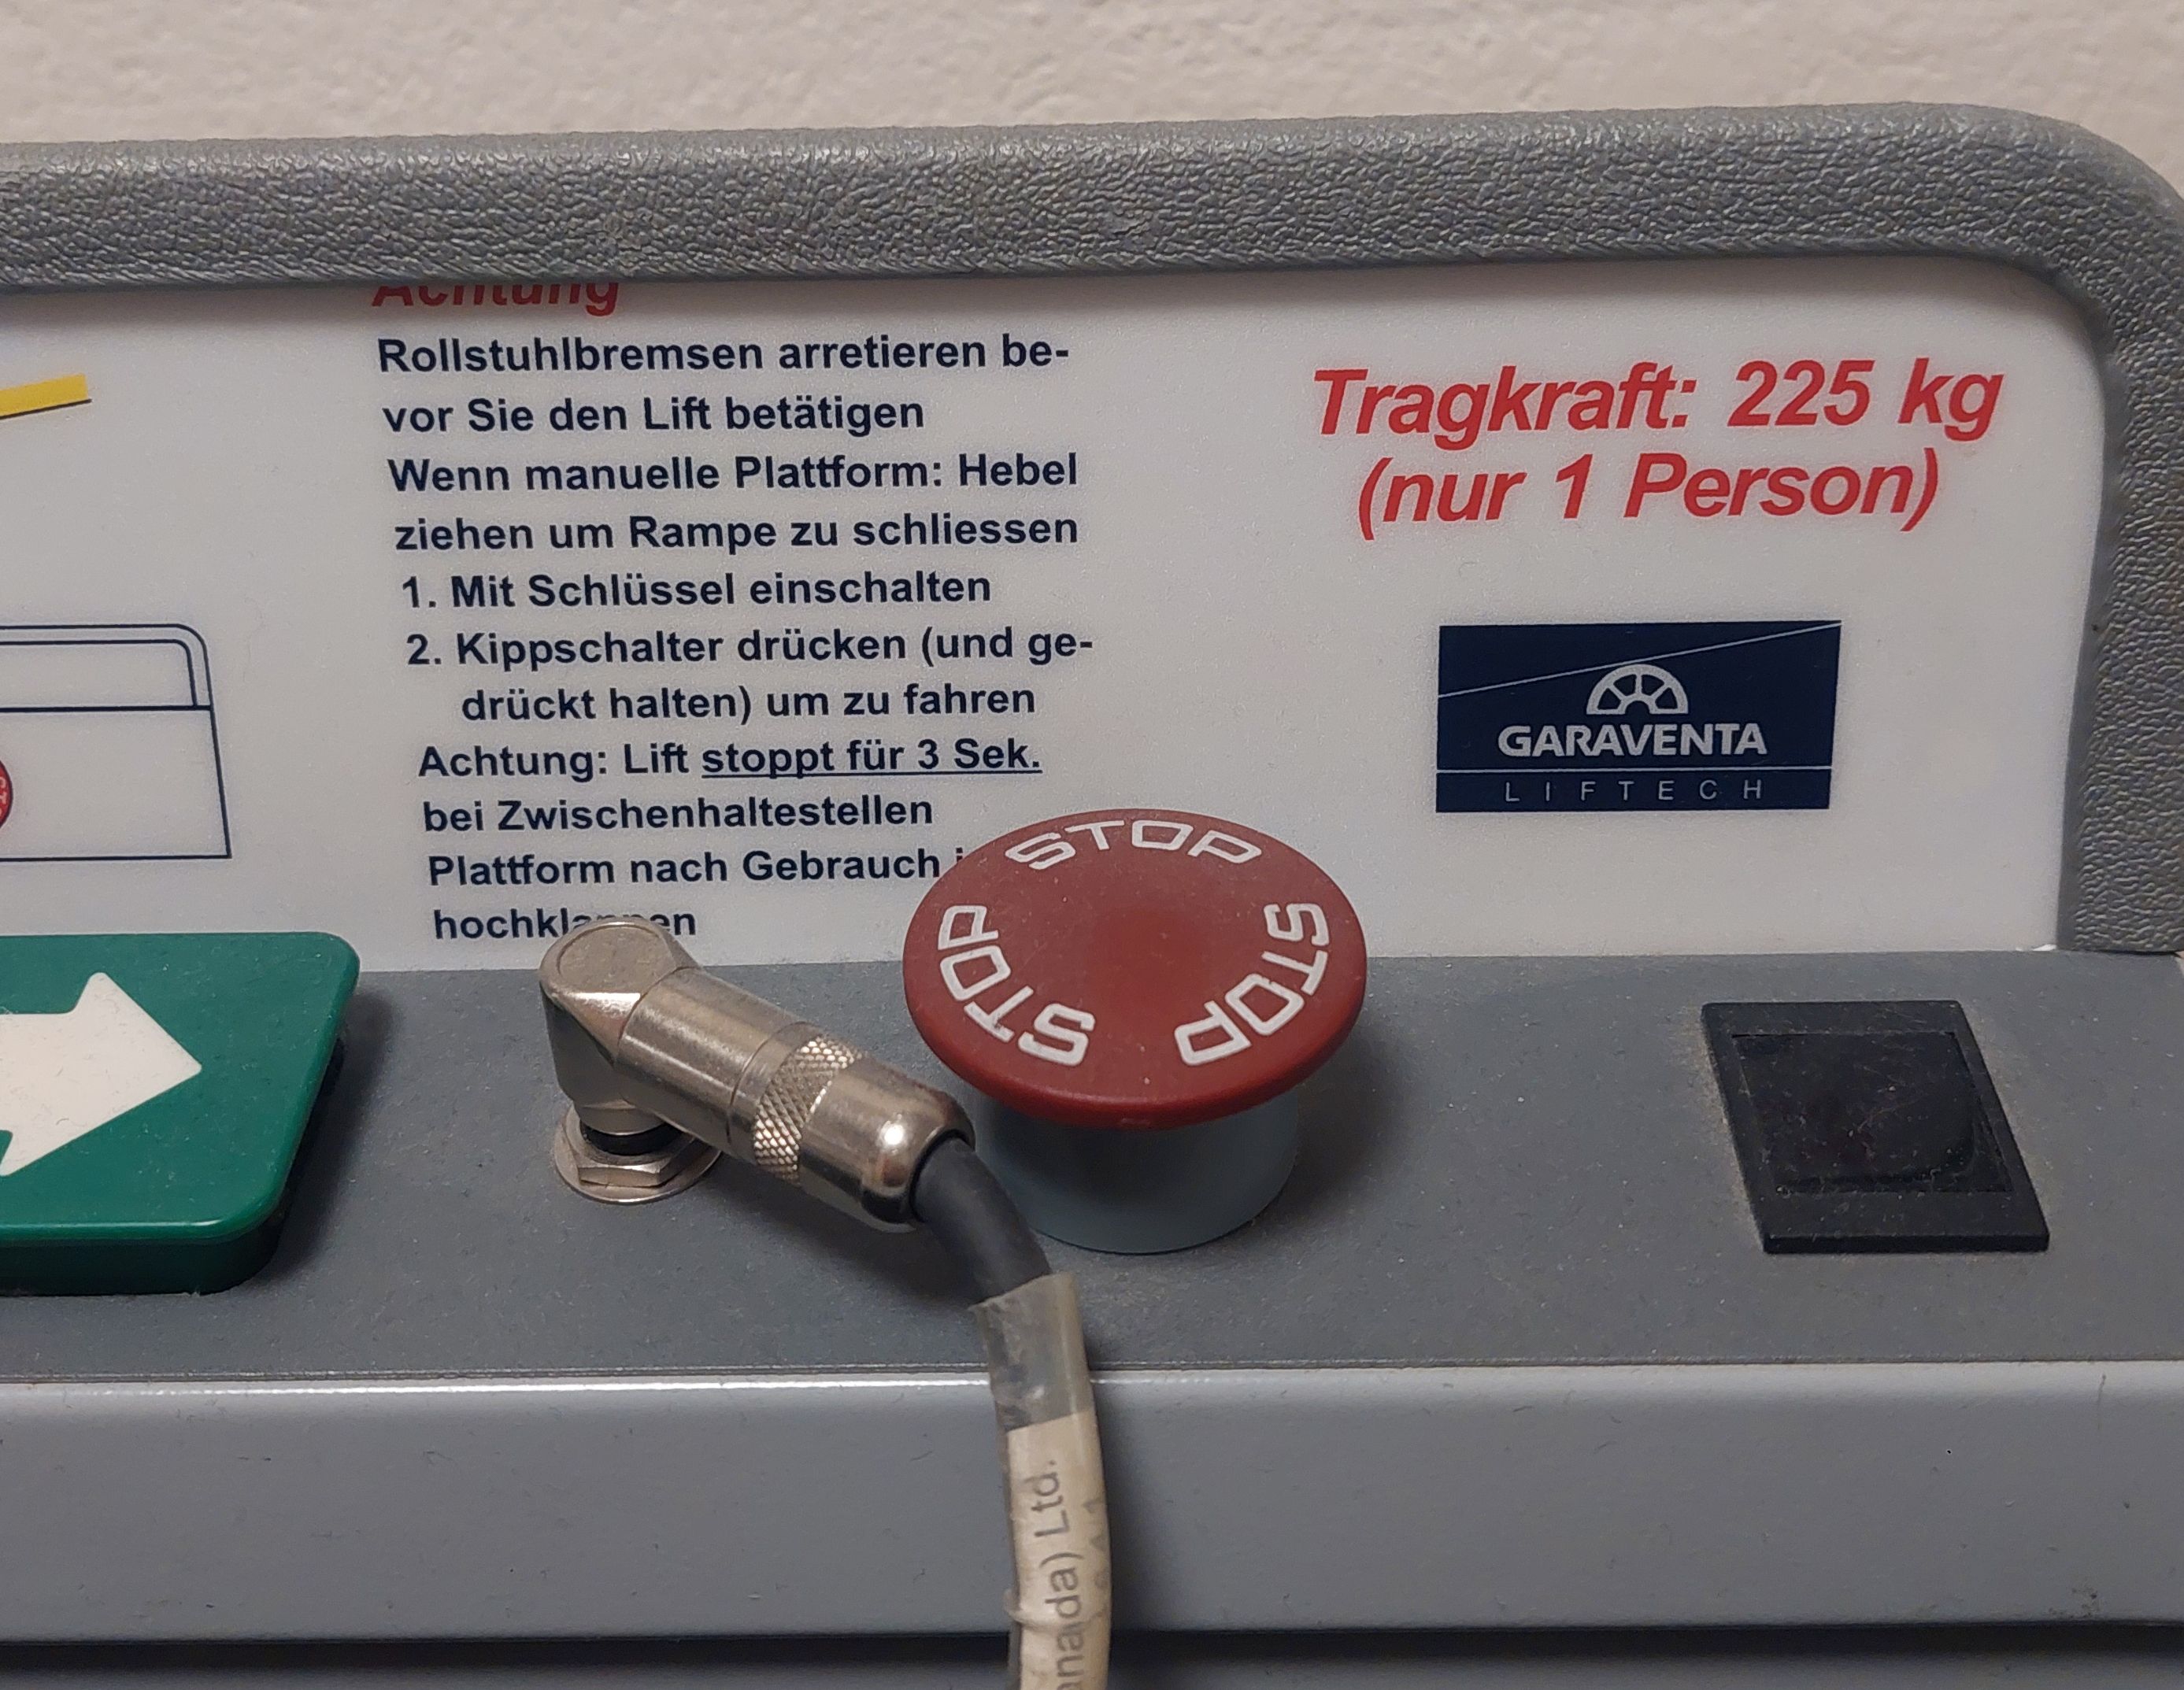 Achtung
Rollstuhlbremsen arretieren be-
vor Sie den Lift betätigen
Wenn manuelle Plattform: Hebel
ziehen um Rampe zu schliessen
1. Mit Schlüssel einschalten
2. Kippschalter drücken (und ge-
drückt halten) um zu fahren
Achtung: Lift stoppt für 3 Sek.
bei Zwischenhaltestellen
Plattform nach Gebrauch
Tragkraft: 225 kg
(nur 1 Person)
GARAVENTA
LIFTECH
STOP
STOP
STOP
anada) Ltd.